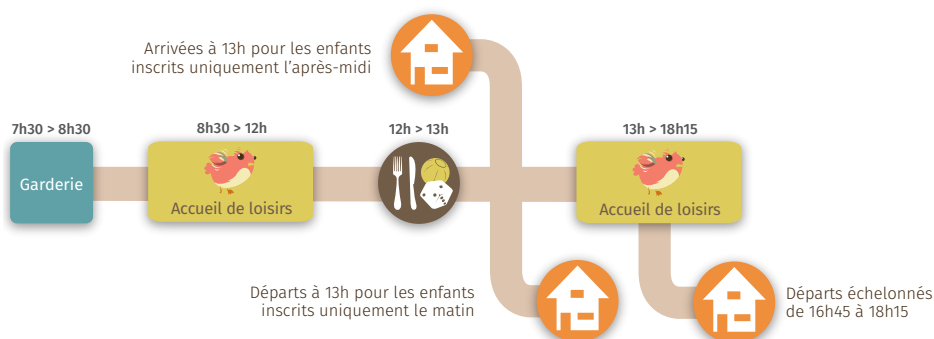 Arrivées à 13h pour les enfants
inscrits uniquement l'après-midi
7h30 > 8h30
8h30 > 12h
12h > 13h
13h > 18h15
Garderie
Accueil de loisirs
Accueil de loisirs
Départs à 13h pour les enfants
inscrits uniquement le matin
Départs échelonnés
de 16h45 à 18h15